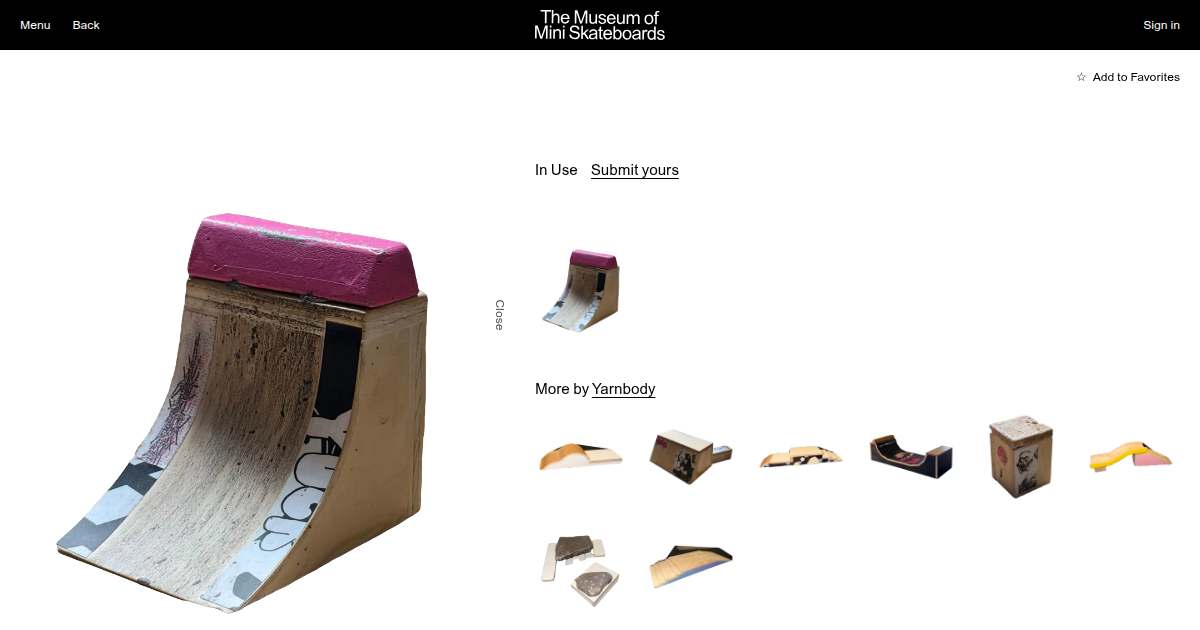 Menu
Back
The Museum of
Mini Skateboards
Sign in
☆ Add to Favorites
In Use
Submit yours
Close
More by Yarnbody